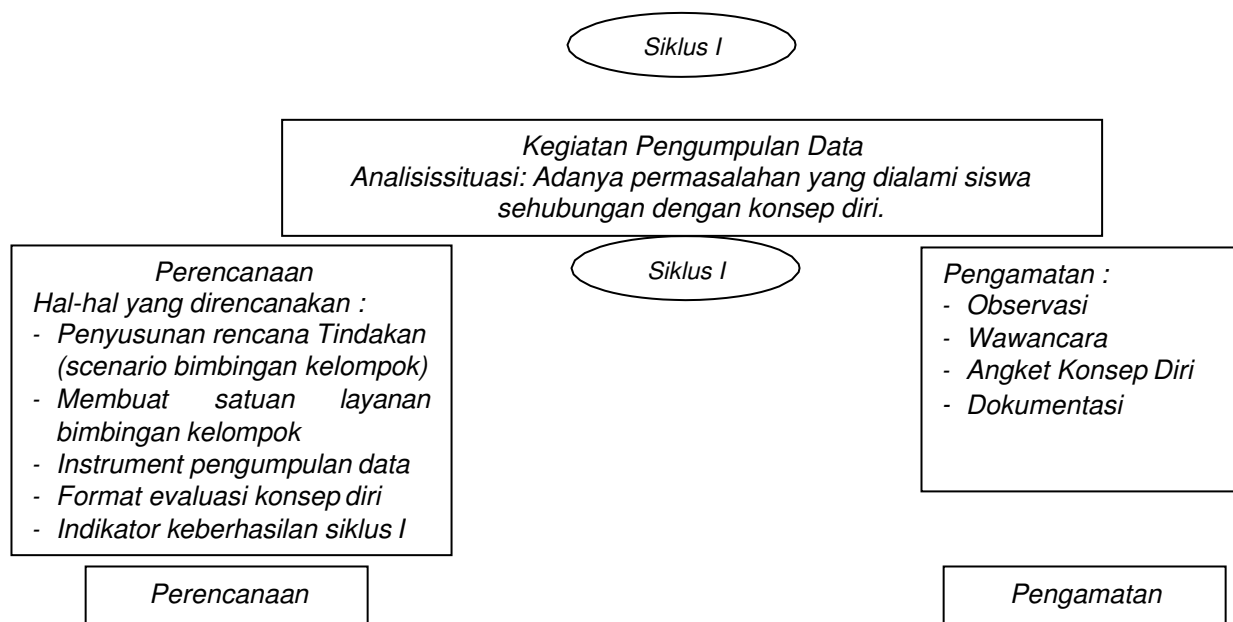 Siklus I
Kegiatan Pengumpulan Data
Analisissituasi: Adanya permasalahan yang dialami siswa
sehubungan dengan konsep diri.
Siklus I
Perencanaan
Hal-hal yang direncanakan :
- Penyusunan rencana Tindakan
(scenario bimbingan kelompok)
- Membuat satuan layanan
bimbingan kelompok
- Instrument pengumpulan data
- Format evaluasi konsep diri
- Indikator keberhasilan siklus I
Pengamatan :
- Observasi
- Wawancara
- Angket Konsep Diri
- Dokumentasi
Perencanaan
Pengamatan